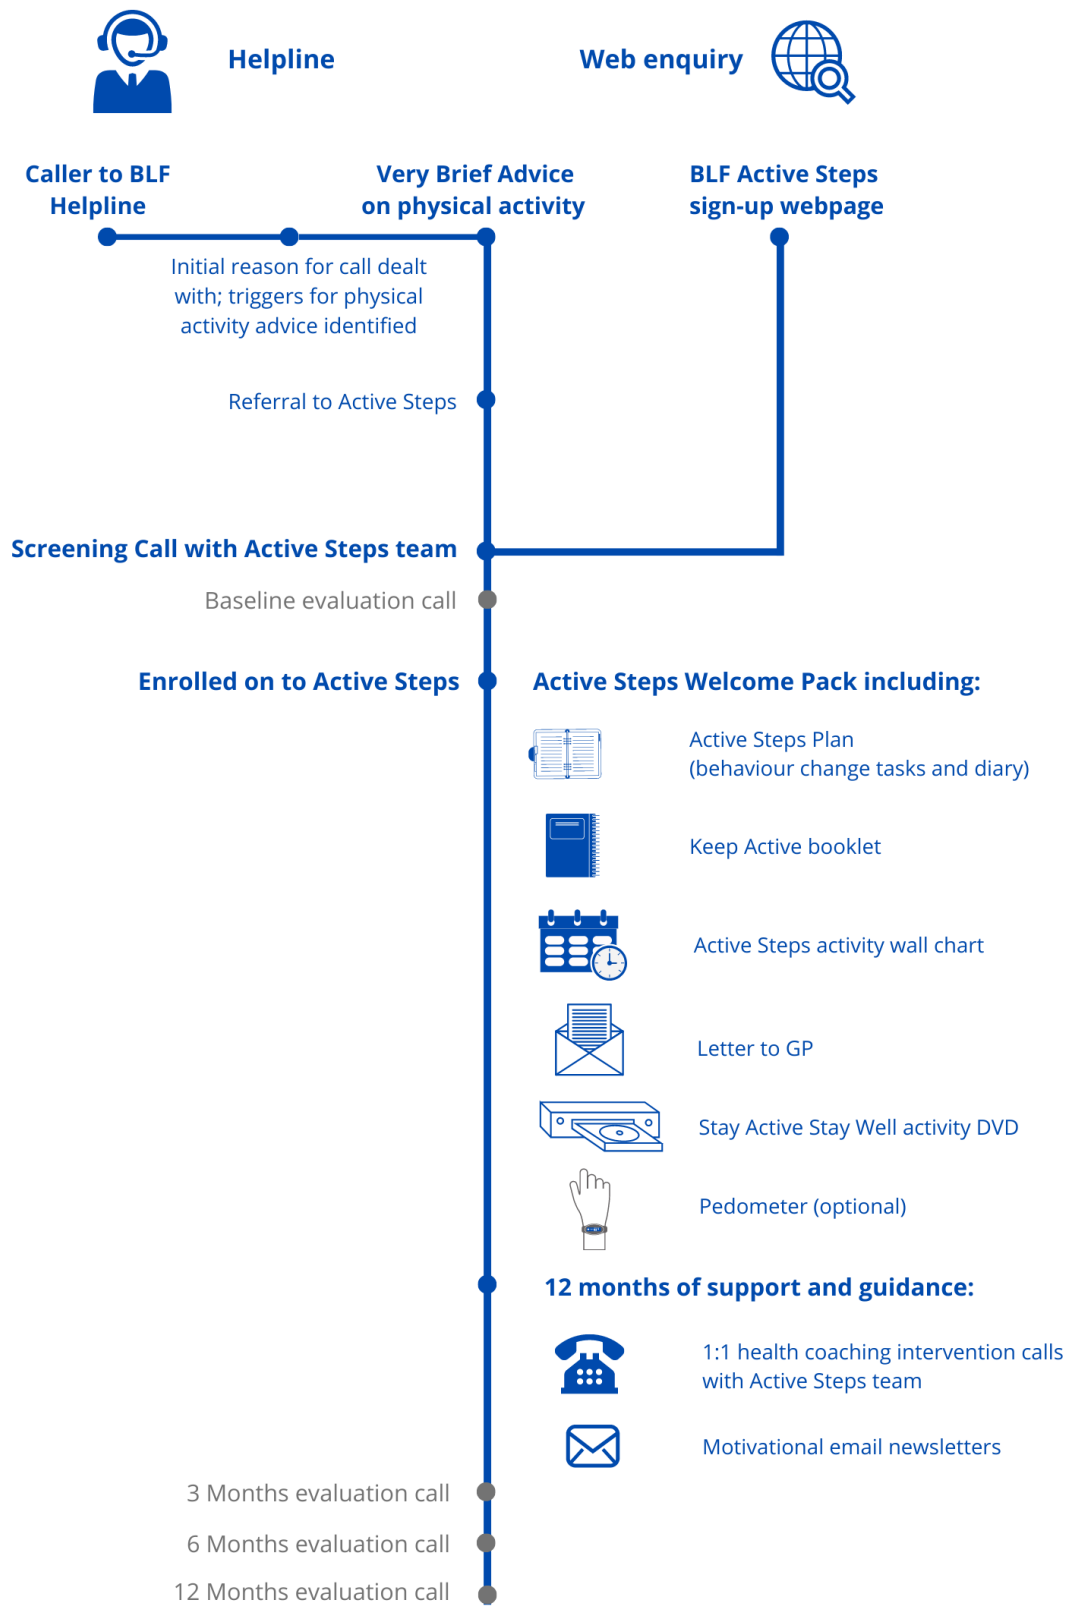 Helpline
Web enquiry
Caller to BLF
Helpline
Very Brief Advice
on physical activity
BLF Active Steps
sign-up webpage
Initial reason for call dealt
with; triggers for physical
activity advice identified
Referral to Active Steps
Screening Call with Active Steps team
Baseline evaluation call
Enrolled on to Active Steps
Active Steps Welcome Pack including:
Active Steps Plan
(behaviour change tasks and diary)
Keep Active booklet
Active Steps activity wall chart
Letter to GP
Stay Active Stay Well activity DVD
Pedometer (optional)
12 months of support and guidance:
1:1 health coaching intervention calls
with Active Steps team
Motivational email newsletters
3 Months evaluation call
6 Months evaluation call
12 Months evaluation call